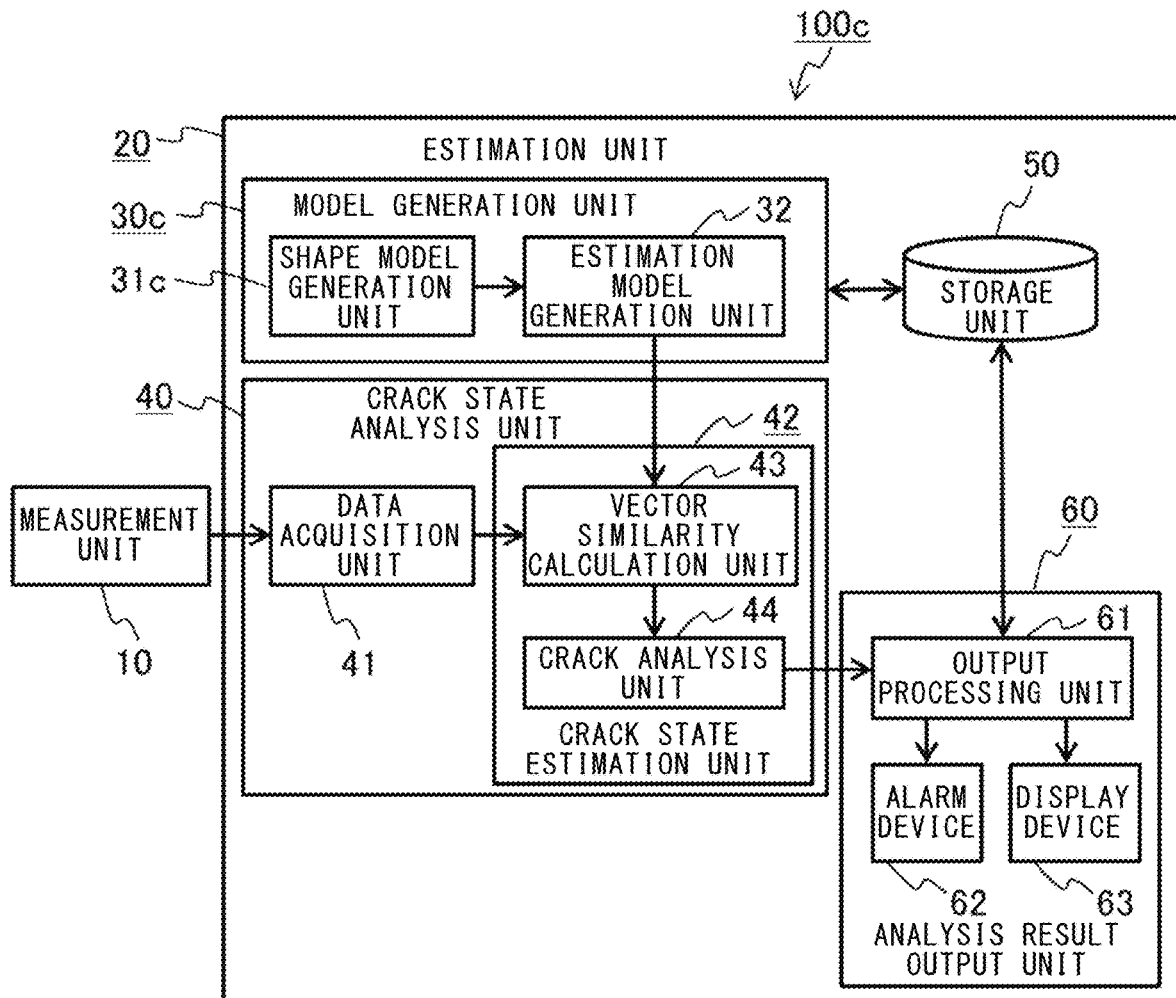 100c
20
ESTIMATION UNIT
30c
MODEL GENERATION UNIT
32
50
31c
SHAPE MODEL
GENERATION
UNIT
ESTIMATION
MODEL
GENERATION UNIT
STORAGE
UNIT
40
CRACK STATE
ANALYSIS UNIT
42
43
MEASUREMENT
UNIT
10
DATA
ACQUISITION
UNIT
41
VECTOR
SIMILARITY
CALCULATION UNIT
44
CRACK ANALYSIS
UNIT
CRACK STATE
ESTIMATION UNIT
60
61
OUTPUT
PROCESSING UNIT
ALARM
DEVICE
DISPLAY
DEVICE
62
63
ANALYSIS RESULT
OUTPUT UNIT